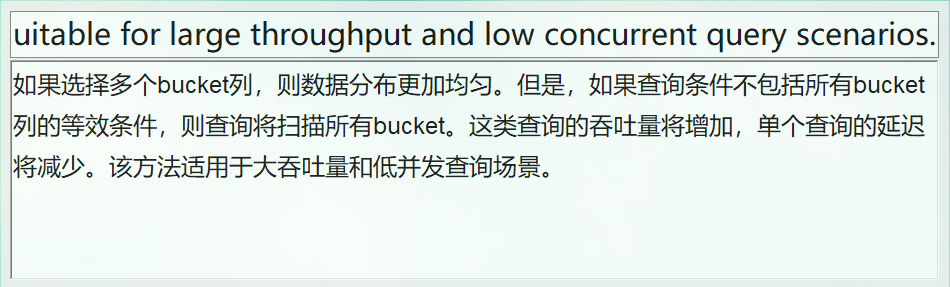 uitable for large throughput and low concurrent query scenarios.
如果选择多个bucket列，则数据分布更加均匀。但是，如果查询条件不包括所有bucket
列的等效条件，则查询将扫描所有bucket。这类查询的吞吐量将增加，单个查询的延迟
将减少。该方法适用于大吞吐量和低并发查询场景。